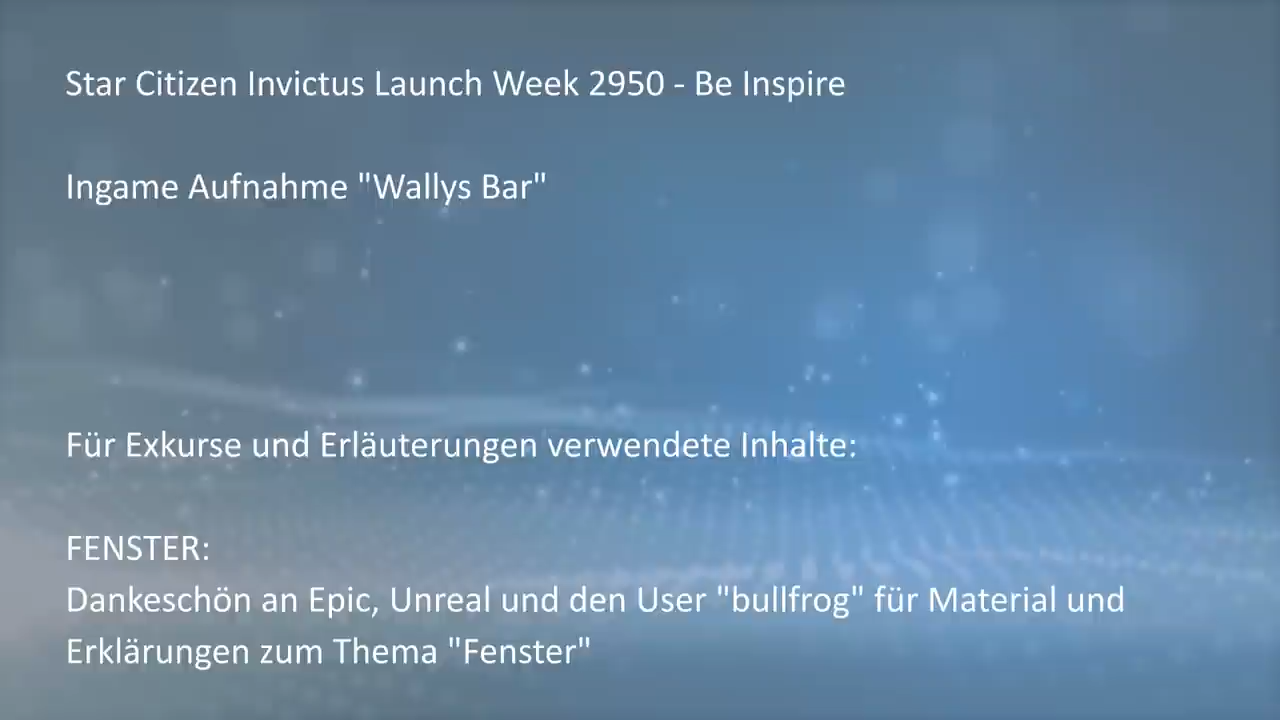 Star Citizen Invictus Launch Week 2950 - Be Inspire
Ingame Aufnahme "Wallys Bar"
Für Exkurse und Erläuterungen verwendete Inhalte:
FENSTER:
Dankeschön an Epic, Unreal und den User "bullfrog" für Material und
Erklärungen zum Thema "Fenster"